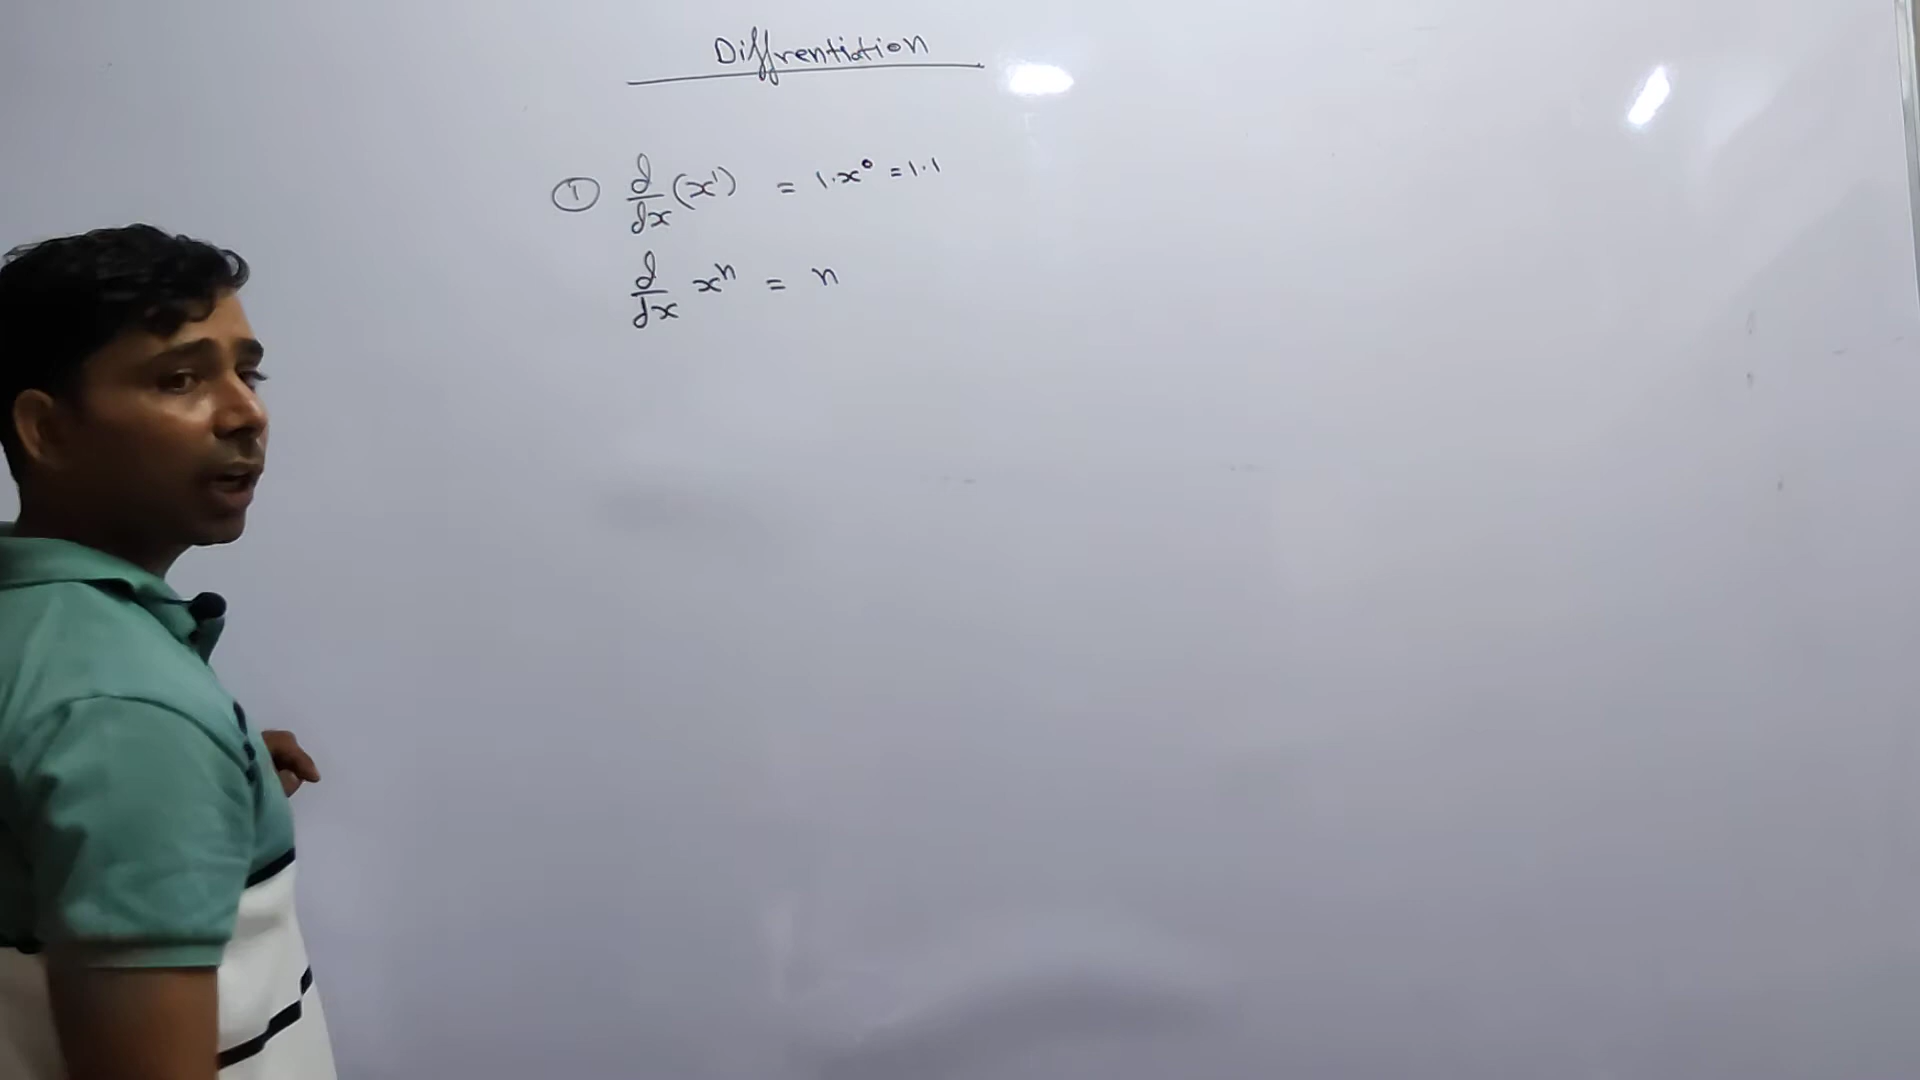 Diffrentiation
① d/dx (x¹) = 1·x⁰ = 1·1
d/dx xⁿ = n